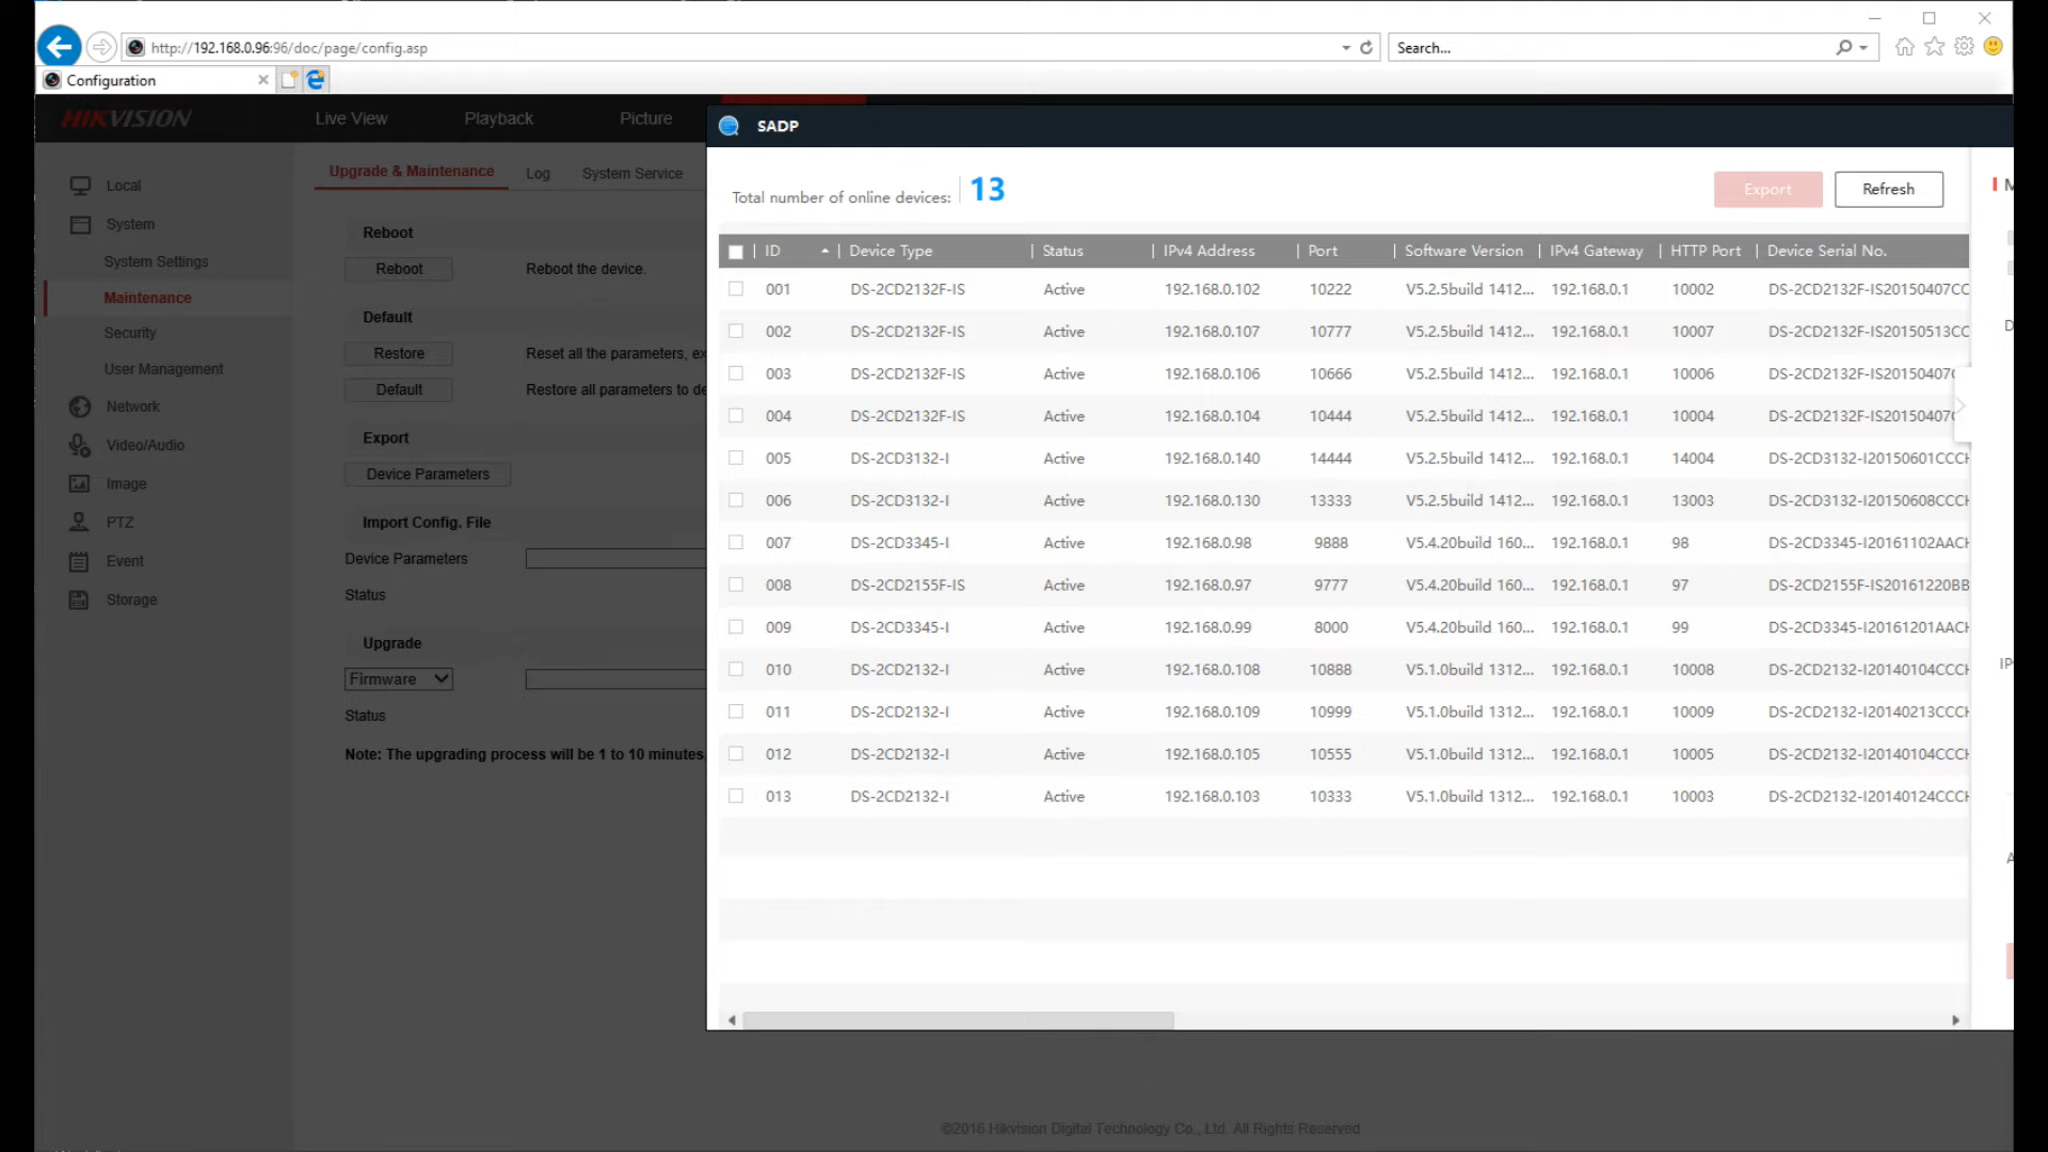 http://192.168.0.96:96/doc/page/config.asp
Search...
Configuration
HIKVISION
Live View
Playback
Picture
Local
System
System Settings
Maintenance
Security
User Management
Network
Video/Audio
Image
PTZ
Event
Storage
Upgrade & Maintenance
Log
System Service
Reboot
Reboot Reboot the device.
Default
Restore Reset all the parameters, ex
Default Restore all parameters to de
Export
Device Parameters
Import Config. File
Device Parameters
Status
Upgrade
Firmware
Status
Note: The upgrading process will be 1 to 10 minutes
SADP
Total number of online devices: 13
Export
Refresh
ID Device Type Status IPv4 Address Port Software Version IPv4 Gateway HTTP Port Device Serial No.
001 DS-2CD2132F-IS Active 192.168.0.102 10222 V5.2.5build 1412... 192.168.0.1 10002 DS-2CD2132F-IS20150407CC
002 DS-2CD2132F-IS Active 192.168.0.107 10777 V5.2.5build 1412... 192.168.0.1 10007 DS-2CD2132F-IS20150513CC
003 DS-2CD2132F-IS Active 192.168.0.106 10666 V5.2.5build 1412... 192.168.0.1 10006 DS-2CD2132F-IS20150407C
004 DS-2CD2132F-IS Active 192.168.0.104 10444 V5.2.5build 1412... 192.168.0.1 10004 DS-2CD2132F-IS20150407C
005 DS-2CD3132-I Active 192.168.0.140 14444 V5.2.5build 1412... 192.168.0.1 14004 DS-2CD3132-I20150601CCCH
006 DS-2CD3132-I Active 192.168.0.130 13333 V5.2.5build 1412... 192.168.0.1 13003 DS-2CD3132-I20150608CCCH
007 DS-2CD3345-I Active 192.168.0.98 9888 V5.4.20build 160... 192.168.0.1 98 DS-2CD3345-I20161102AACH
008 DS-2CD2155F-IS Active 192.168.0.97 9777 V5.4.20build 160... 192.168.0.1 97 DS-2CD2155F-IS20161220BB
009 DS-2CD3345-I Active 192.168.0.99 8000 V5.4.20build 160... 192.168.0.1 99 DS-2CD3345-I20161201AACH
010 DS-2CD2132-I Active 192.168.0.108 10888 V5.1.0build 1312... 192.168.0.1 10008 DS-2CD2132-I20140104CCCH
011 DS-2CD2132-I Active 192.168.0.109 10999 V5.1.0build 1312... 192.168.0.1 10009 DS-2CD2132-I20140213CCCH
012 DS-2CD2132-I Active 192.168.0.105 10555 V5.1.0build 1312... 192.168.0.1 10005 DS-2CD2132-I20140104CCCH
013 DS-2CD2132-I Active 192.168.0.103 10333 V5.1.0build 1312... 192.168.0.1 10003 DS-2CD2132-I20140124CCCH
IP
©2016 Hikvision Digital Technology Co., Ltd. All Rights Reserved